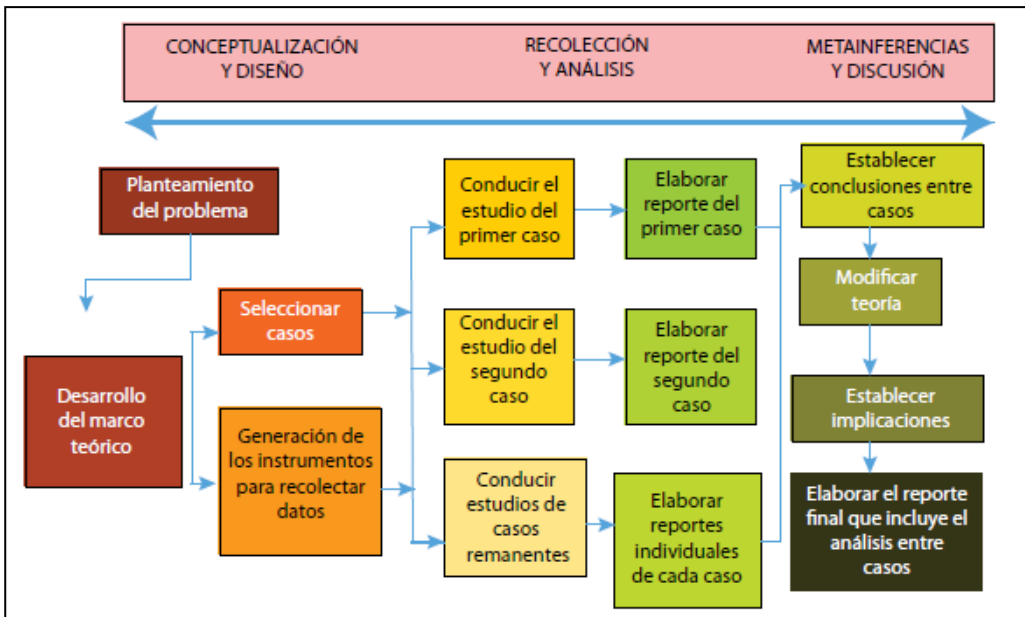 CONCEPTUALIZACIÓN
Y DISEÑO
RECOLECCIÓN
Y ANÁLISIS
METAINFERENCIAS
Y DISCUSIÓN
Planteamiento
del problema
Desarrollo
del marco
teórico
Seleccionar
casos
Generación de
los instrumentos
para recolectar
datos
Conducir el
estudio del
primer caso
Elaborar
reporte del
primer caso
Conducir el
estudio del
segundo
caso
Elaborar
reporte del
segundo
caso
Conducir
estudios de
casos
remanentes
Elaborar
reportes
individuales
de cada caso
Establecer
conclusiones entre
casos
Modificar
teoría
Establecer
implicaciones
Elaborar el reporte
final que incluye el
análisis entre
casos